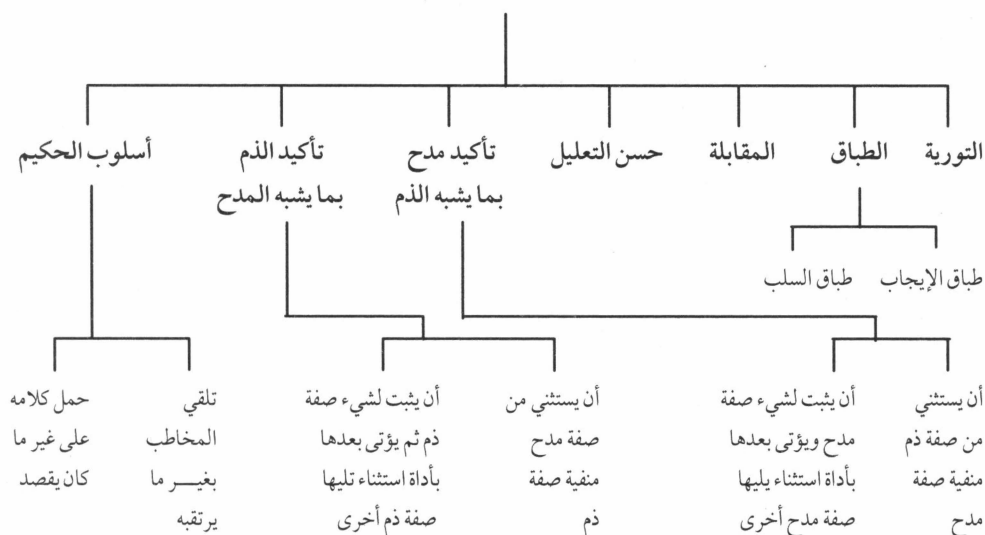 التورية
الطباق
المقابلة
حسن التعليل
تأكيد مدح
بما يشبه الذم
تأكيد الذم
بما يشبه المدح
أسلوب الحكيم
طباق الإيجاب
طباق السلب
أن يستثني
من صفة ذم
منفية صفة
مدح
أن يثبت لشيء صفة
مدح ويؤتى بعدها
بأداة استثناء يليها
صفة مدح أخرى
أن يستثني من
صفة مدح
منفية صفة
ذم
أن يثبت لشيء صفة
ذم ثم يؤتى بعدها
بأداة استثناء تليها
صفة ذم أخرى
تلقي
المخاطب
بغيـــر ما
يرتقبه
حمل كلامه
على غير ما
كان يقصد